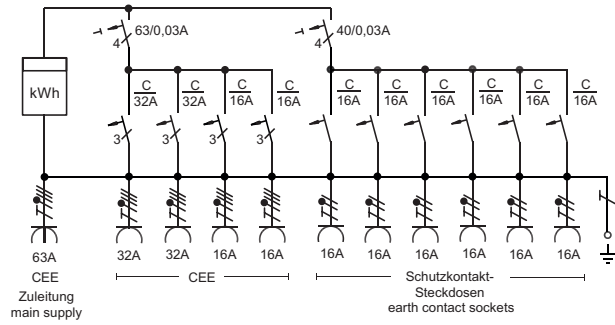 63/0,03A
40/0,03A
4
4
kWh
C
32A
C
32A
C
16A
C
16A
C
16A
C
16A
C
16A
C
16A
C
16A
C
16A
3
3
3
3
63A
32A
32A
16A
16A
16A
16A
16A
16A
16A
16A
CEE
Zuleitung
main supply
CEE
Schutzkontakt-
Steckdosen
earth contact sockets